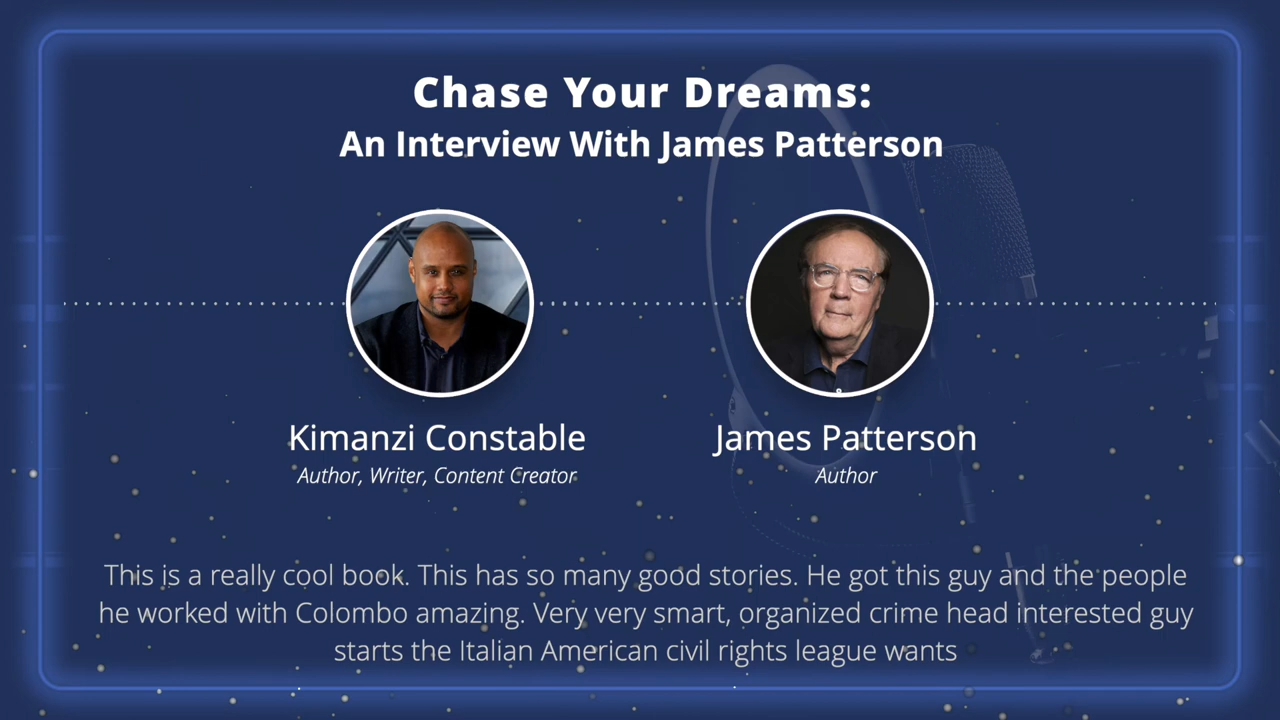 Chase Your Dreams:
An Interview With James Patterson
Kimanzi Constable
Author, Writer, Content Creator
James Patterson
Author
This is a really cool book. This has so many good stories. He got this guy and the people
he worked with Colombo amazing. Very very smart, organized crime head interested guy
starts the Italian American civil rights league wants